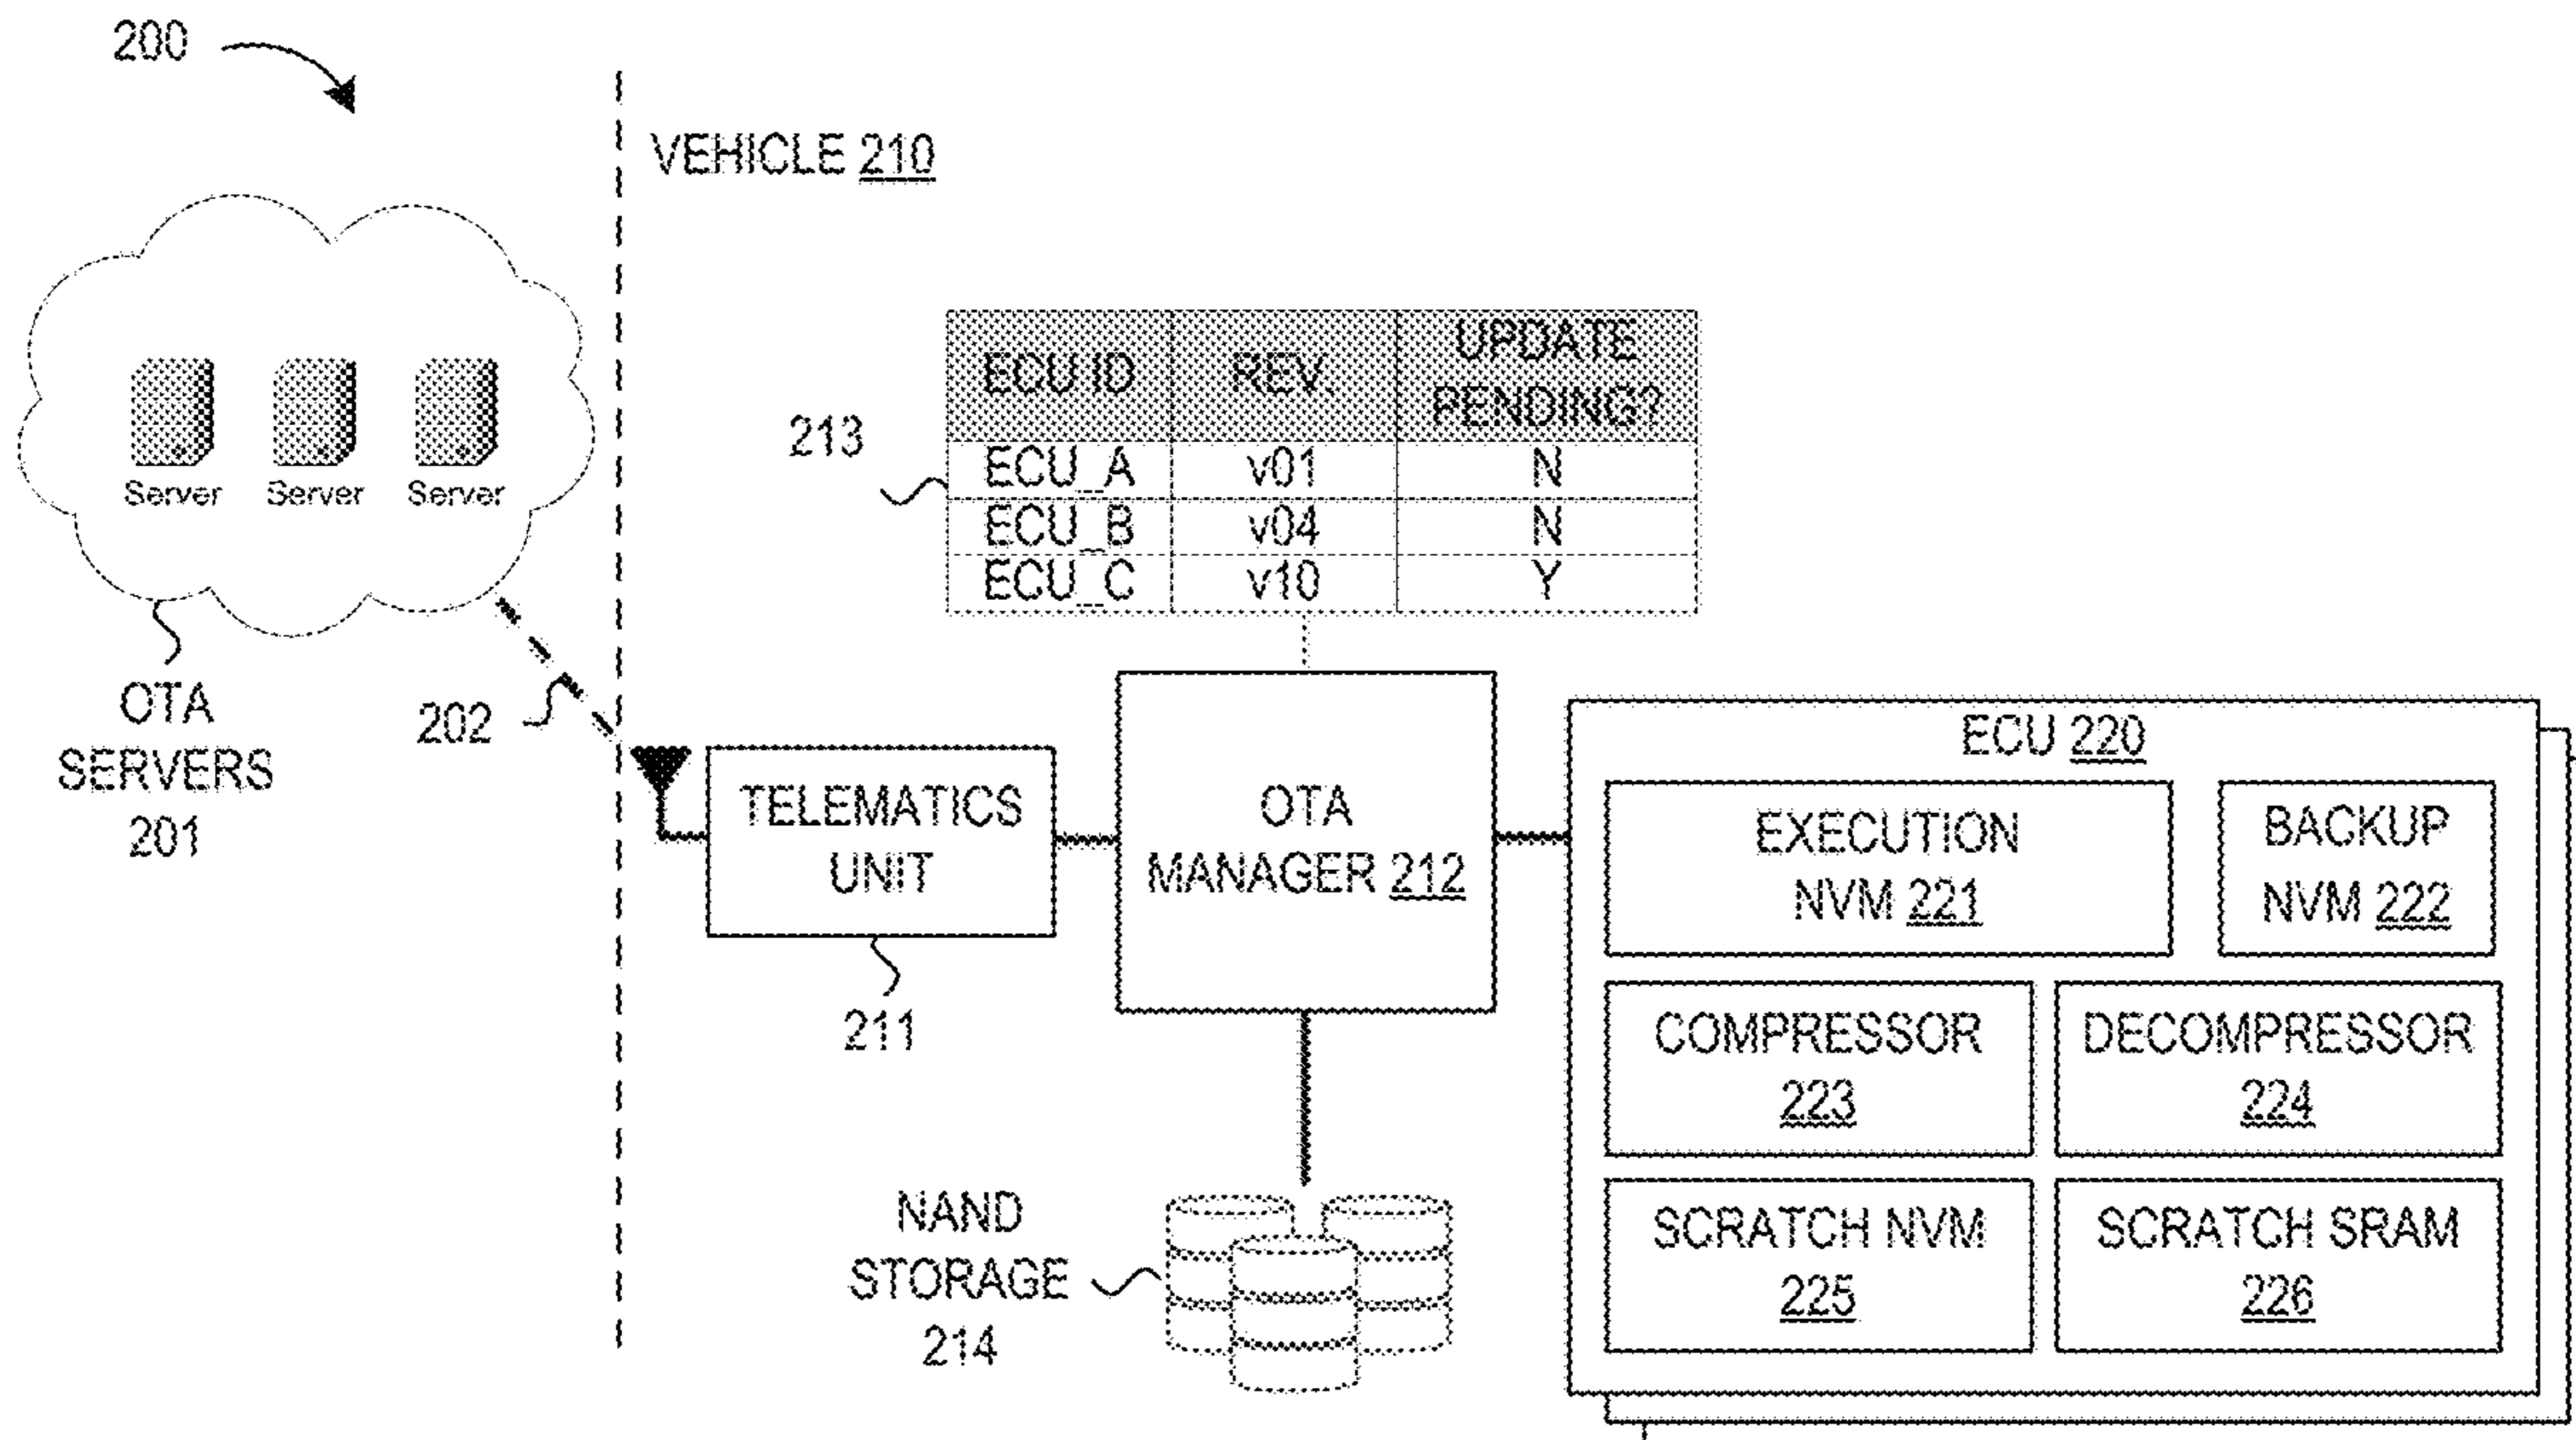 200
VEHICLE 210
Server Server Server
OTA
SERVERS
201
202
213
ECU ID REV. UPDATE PENDING?
ECU_A v01 N
ECU_B v04 N
ECU_C v10 Y
TELEMATICS
UNIT
211
OTA
MANAGER 212
NAND
STORAGE
214
ECU 220
EXECUTION
NVM 221
BACKUP
NVM 222
COMPRESSOR
223
DECOMPRESSOR
224
SCRATCH NVM
225
SCRATCH SRAM
226